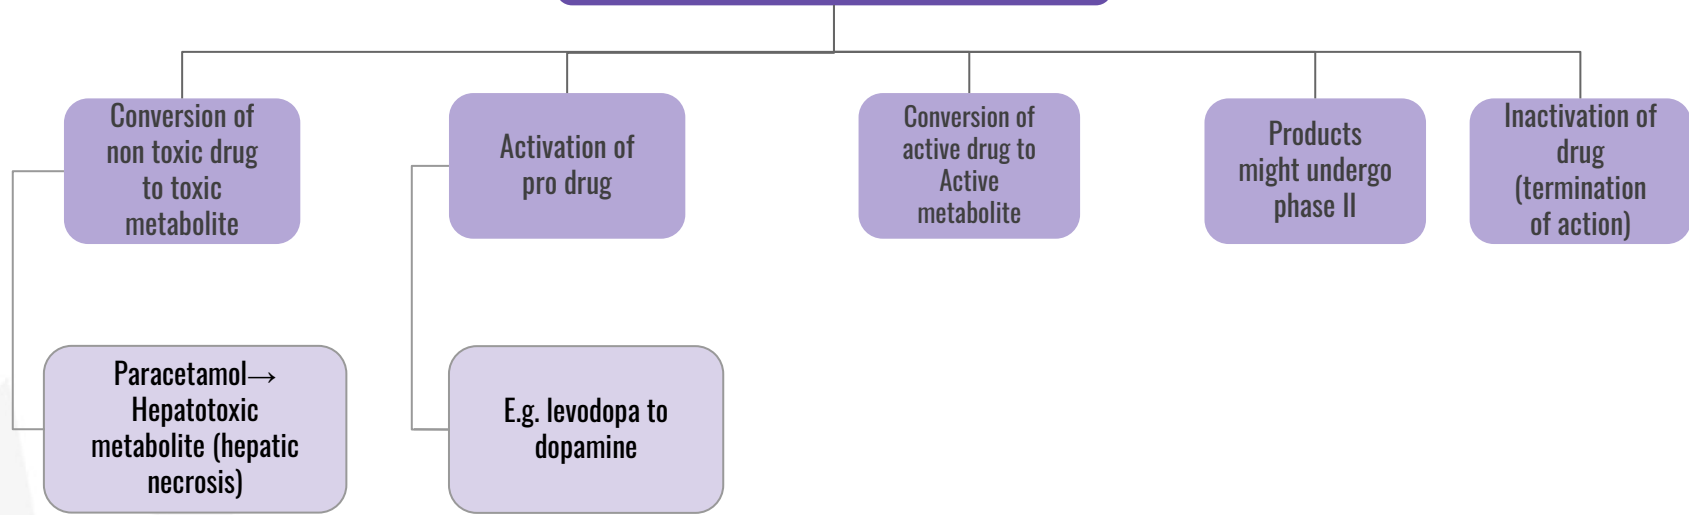 Conversion of
non toxic drug
to toxic
metabolite
Activation of
pro drug
Conversion of
active drug to
Active
metabolite
Products
might undergo
phase II
Inactivation of
drug
(termination
of action)
Paracetamol→
Hepatotoxic
metabolite (hepatic
necrosis)
E.g. levodopa to
dopamine